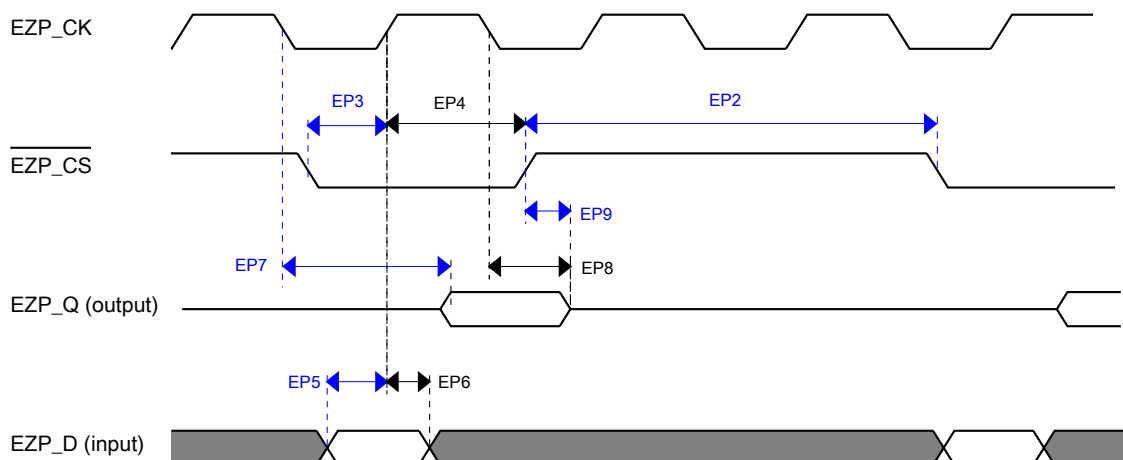 EZP_CK
EP3
EP4
EP2
EZP_CS
EP9
EP7
EP8
EZP_Q (output)
EP5
EP6
EZP_D (input)